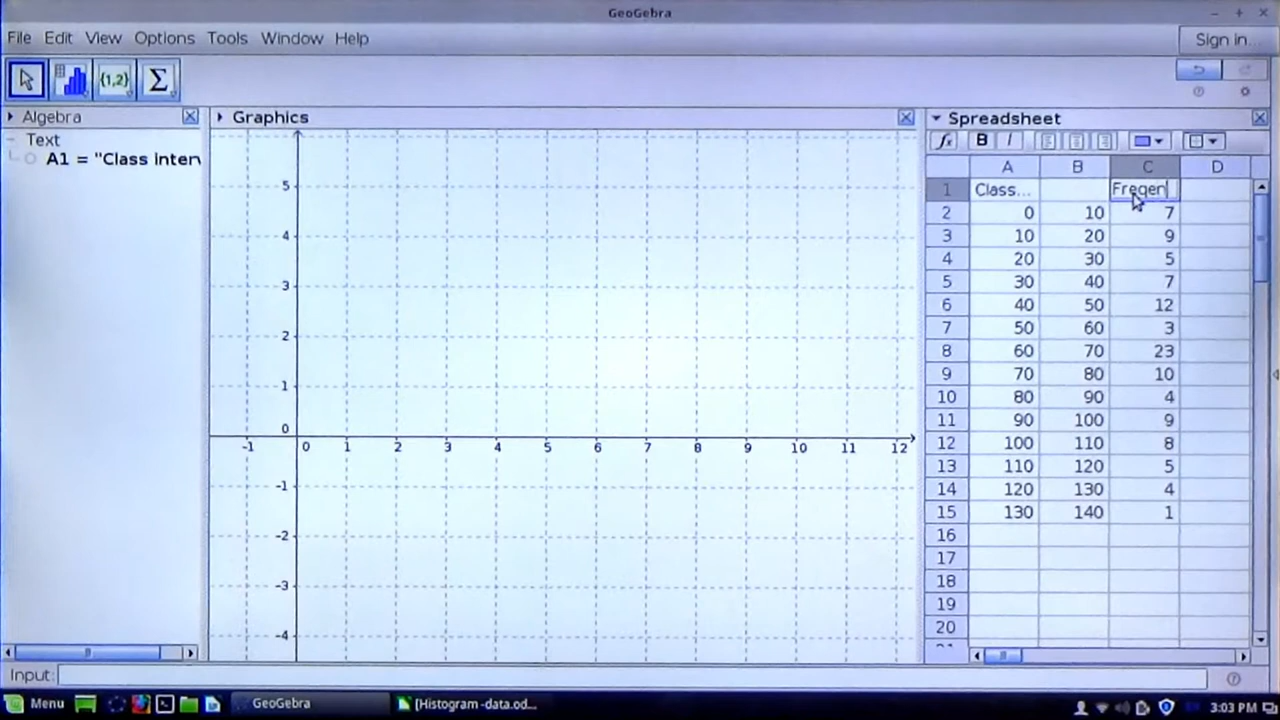 GeoGebra
File Edit View Options Tools Window Help
Sign in...
{1,2} Σ
Algebra
Graphics
Spreadsheet
Text
A1 = "Class interv
fx B I
A B C D
1 Class... Freqen
2 0 10 7
3 10 20 9
4 20 30 5
5 30 40 7
6 40 50 12
7 50 60 3
8 60 70 23
9 70 80 10
10 80 90 4
11 90 100 9
12 100 110 8
13 110 120 5
14 120 130 4
15 130 140 1
16
17
18
19
20
5
4
3
2
1
0
-1 0 1 2 3 4 5 6 7 8 9 10 11 12
-1
-2
-3
-4
Input:
Menu GeoGebra [Histogram -data.od... 3:03 PM